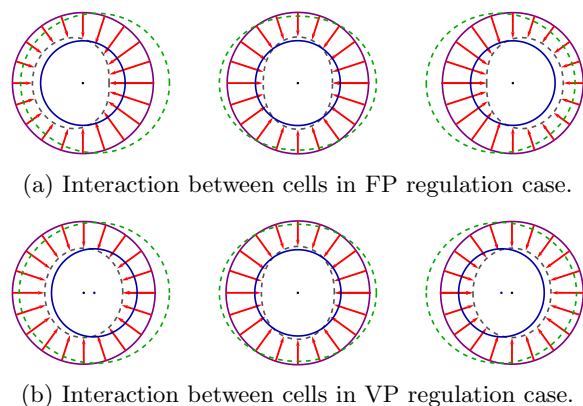 (a) Interaction between cells in FP regulation case.
(b) Interaction between cells in VP regulation case.